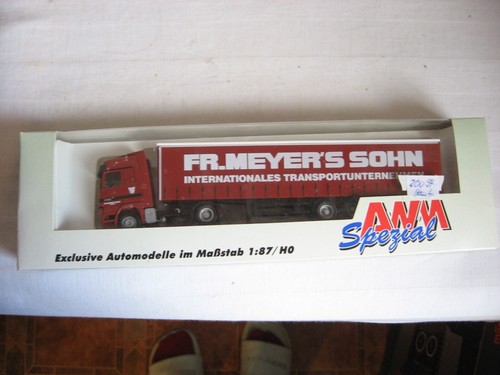 FR.MEYER'S SOHN
INTERNATIONALES TRANSPORTUNTERNEHMEN
AWM
Spezial
Exclusive Automodelle im Maßstab 1:87/H0